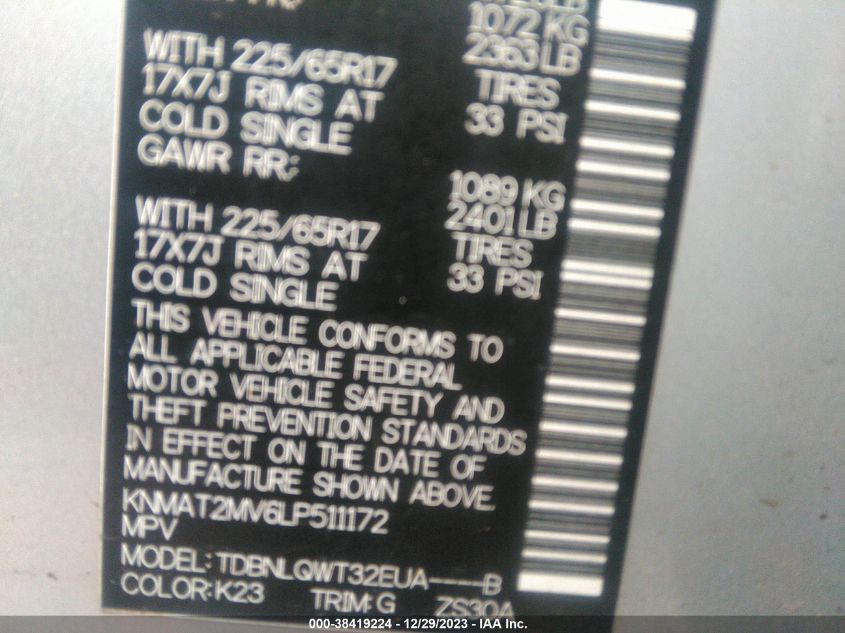 1072 KG
2363 LB
WITH 225/65R17 TIRES
17X7J RIMS AT 33 PSI
COLD SINGLE
GAWR RR:
1089 KG
2401 LB
WITH 225/65R17 TIRES
17X7J RIMS AT 33 PSI
COLD SINGLE
THIS VEHICLE CONFORMS TO
ALL APPLICABLE FEDERAL
MOTOR VEHICLE SAFETY AND
THEFT PREVENTION STANDARDS
IN EFFECT ON THE DATE OF
MANUFACTURE SHOWN ABOVE.
KNMAT2MV6LP511172
MPV
MODEL: TDBNLQWT32EUA----B
COLOR: K23 TRIM: G ZS30A
000-38419224 - 12/29/2023 - IAA Inc.